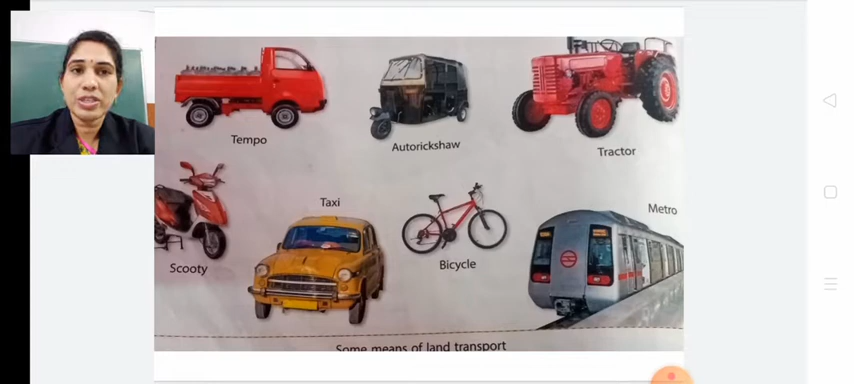 Tempo
Autorickshaw
Tractor
Scooty
Taxi
Bicycle
Metro
Some means of land transport